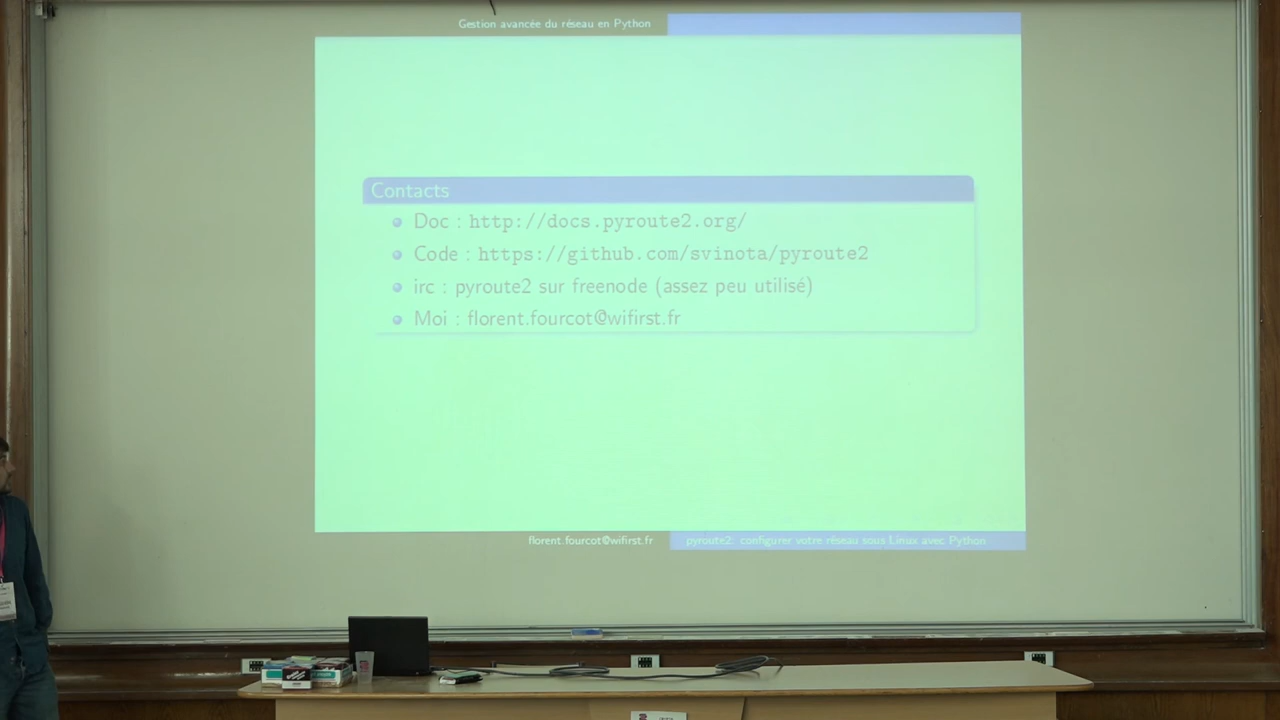 Gestion avancée du réseau en Python
Contacts
Doc : http://docs.pyroute2.org/
Code : https://github.com/svinota/pyroute2
irc : pyroute2 sur freenode (assez peu utilisé)
Moi : florent.fourcot@wifirst.fr
florent.fourcot@wifirst.fr
pyroute2: configurer votre réseau sous Linux avec Python